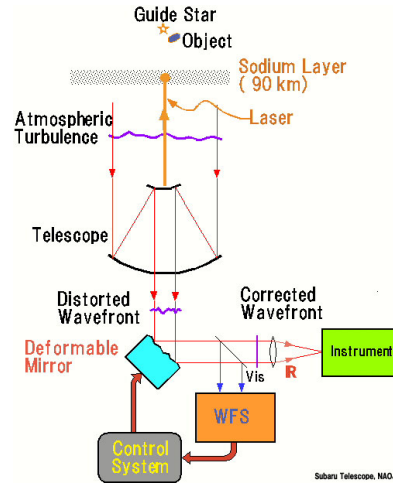 Guide Star
Object
Sodium Layer
( 90 km)
Atmospheric
Turbulence
Laser
Telescope
Distorted
Wavefront
Corrected
Wavefront
Deformable
Mirror
Vis
R
Instrument
WFS
Control
System
Subaru Telescope, NAO